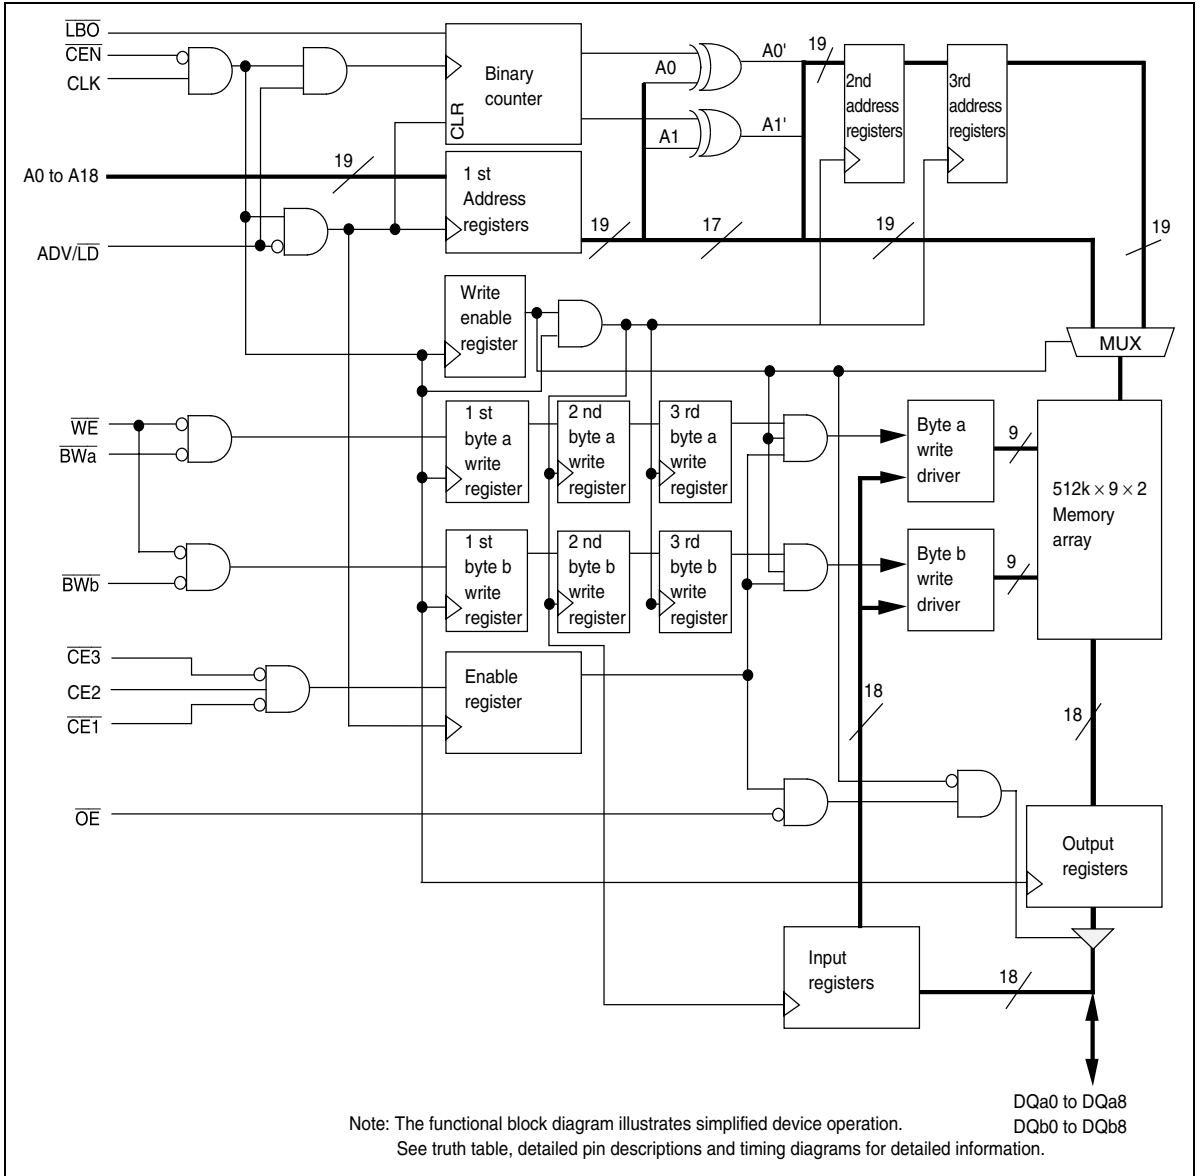 LBO
CEN
CLK
Binary
counter
CLR
A0
A0'
A1
A1'
19
2nd
address
registers
3rd
address
registers
A0 to A18
19
1 st
Address
registers
19
17
19
19
ADV/LD
Write
enable
register
MUX
WE
BWa
1 st
byte a
write
register
2 nd
byte a
write
register
3 rd
byte a
write
register
Byte a
write
driver
9
512k × 9 × 2
Memory
array
BWb
1 st
byte b
write
register
2 nd
byte b
write
register
3 rd
byte b
write
register
Byte b
write
driver
9
CE3
CE2
CE1
Enable
register
18
18
OE
Output
registers
Input
registers
18
DQa0 to DQa8
DQb0 to DQb8
Note: The functional block diagram illustrates simplified device operation.
See truth table, detailed pin descriptions and timing diagrams for detailed information.